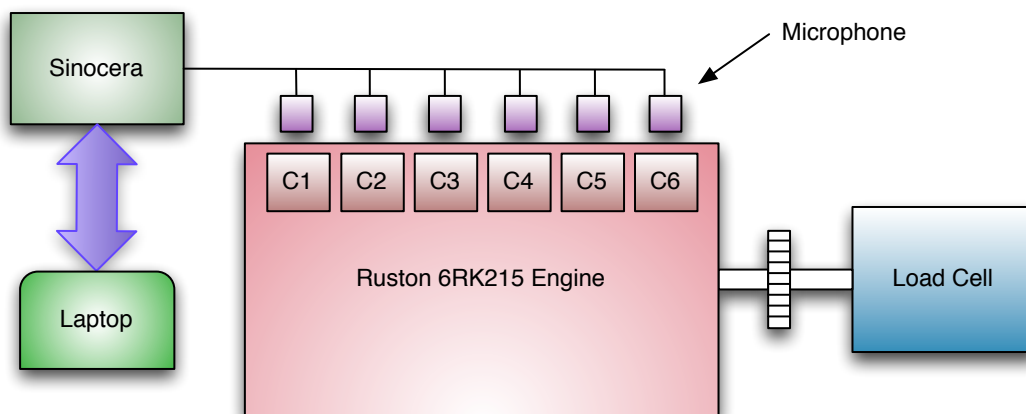 Microphone
Sinocera
C1 C2 C3 C4 C5 C6
Ruston 6RK215 Engine
Load Cell
Laptop